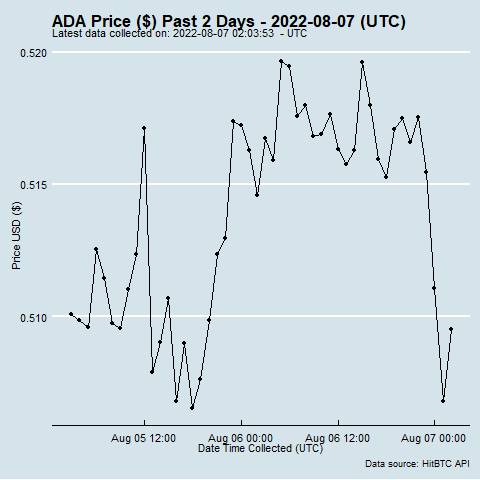 ADA Price ($) Past 2 Days - 2022-08-07 (UTC)
Latest data collected on: 2022-08-07 02:03:53 - UTC
0.520
0.515
0.510
Price USD ($)
Aug 05 12:00 Aug 06 00:00 Aug 06 12:00 Aug 07 00:00
Date Time Collected (UTC)
Data source: HitBTC API